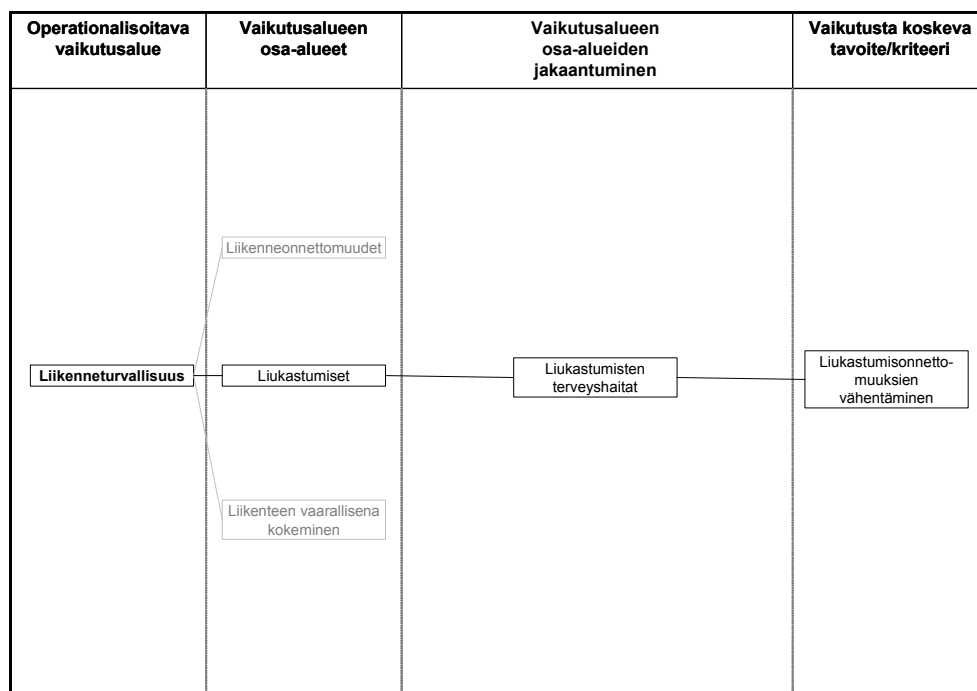 Operationalisoitava
vaikutusalue
Vaikutusalueen
osa-alueet
Vaikutusalueen
osa-alueiden
jakaantuminen
Vaikutusta koskeva
tavoite/kriteeri
Liikenneonnettomuudet
Liikenneturvallisuus
Liukastumiset
Liukastumisten
terveyshaitat
Liukastumisonnetto-
muuksien
vähentäminen
Liikenteen vaarallisena
kokeminen